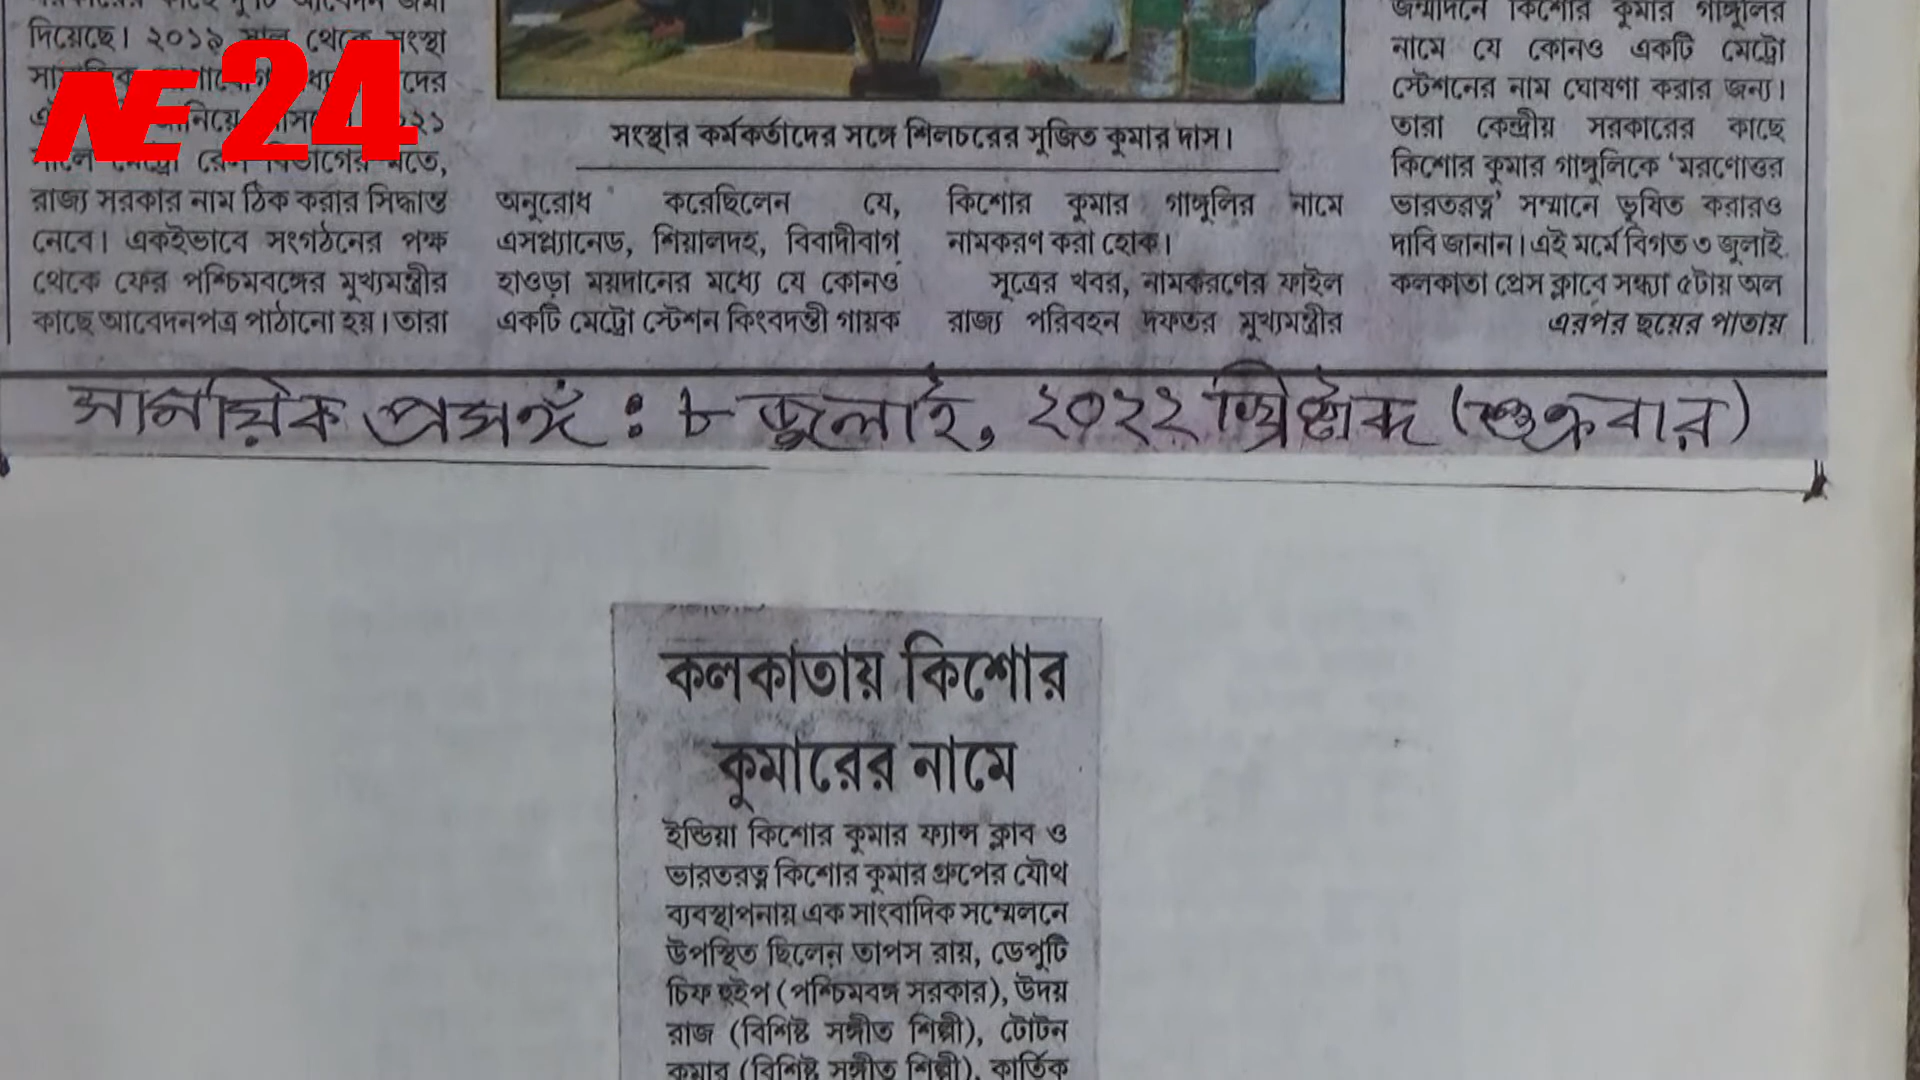 NE 24
দিয়েছে। ২০১৯ সাল থেকে সংস্থা
রাজ্য সরকার নাম ঠিক করার সিদ্ধান্ত
নেবে। একইভাবে সংগঠনের পক্ষ
থেকে ফের পশ্চিমবঙ্গের মুখ্যমন্ত্রীর
কাছে আবেদনপত্র পাঠানো হয়। তারা
সংস্থার কর্মকর্তাদের সঙ্গে শিলচরের সুজিত কুমার দাস।
অনুরোধ করেছিলেন যে,
এসপ্ল্যানেড, শিয়ালদহ, বিবাদীবাগ
হাওড়া ময়দানের মধ্যে যে কোনও
একটি মেট্রো স্টেশন কিংবদন্তী গায়ক
কিশোর কুমার গাঙ্গুলির নামে
নামকরণ করা হোক।
সূত্রের খবর, নামকরণের ফাইল
রাজ্য পরিবহন দফতর মুখ্যমন্ত্রীর
জন্মদিনে কিশোর কুমার গাঙ্গুলির
নামে যে কোনও একটি মেট্রো
স্টেশনের নাম ঘোষণা করার জন্য।
তারা কেন্দ্রীয় সরকারের কাছে
কিশোর কুমার গাঙ্গুলিকে ‘মরণোত্তর
ভারতরত্ন’ সম্মানে ভূষিত করারও
দাবি জানান। এই মর্মে বিগত ৩ জুলাই
কলকাতা প্রেস ক্লাবে সন্ধ্যা ৫টায় অল
এরপর ছয়ের পাতায়
সাময়িক প্রসঙ্গ : ৮ জুলাই, ২০২২ খ্রিষ্টাব্দ (শুক্রবার)
কলকাতায় কিশোর
কুমারের নামে
ইন্ডিয়া কিশোর কুমার ফ্যান্স ক্লাব ও
ভারতরত্ন কিশোর কুমার গ্রুপের যৌথ
ব্যবস্থাপনায় এক সাংবাদিক সম্মেলনে
উপস্থিত ছিলেন তাপস রায়, ডেপুটি
চিফ হুইপ (পশ্চিমবঙ্গ সরকার), উদয়
রাজ (বিশিষ্ট সঙ্গীত শিল্পী), টোটন
কুমার (বিশিষ্ট সঙ্গীত শিল্পী), কার্তিক